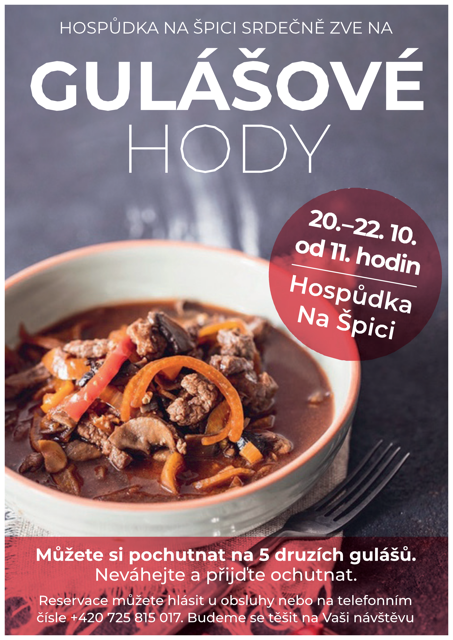 HOSPŮDKA NA ŠPICI SRDEČNĚ ZVE NA
GULÁŠOVÉ
HODY
20.–22. 10.
od 11. hodin
Hospůdka
Na Špici
Můžete si pochutnat na 5 druzích gulášů.
Neváhejte a přijďte ochutnat.
Reservace můžete hlásit u obsluhy nebo na telefonním
čísle +420 725 815 017. Budeme se těšit na Vaši návštěvu